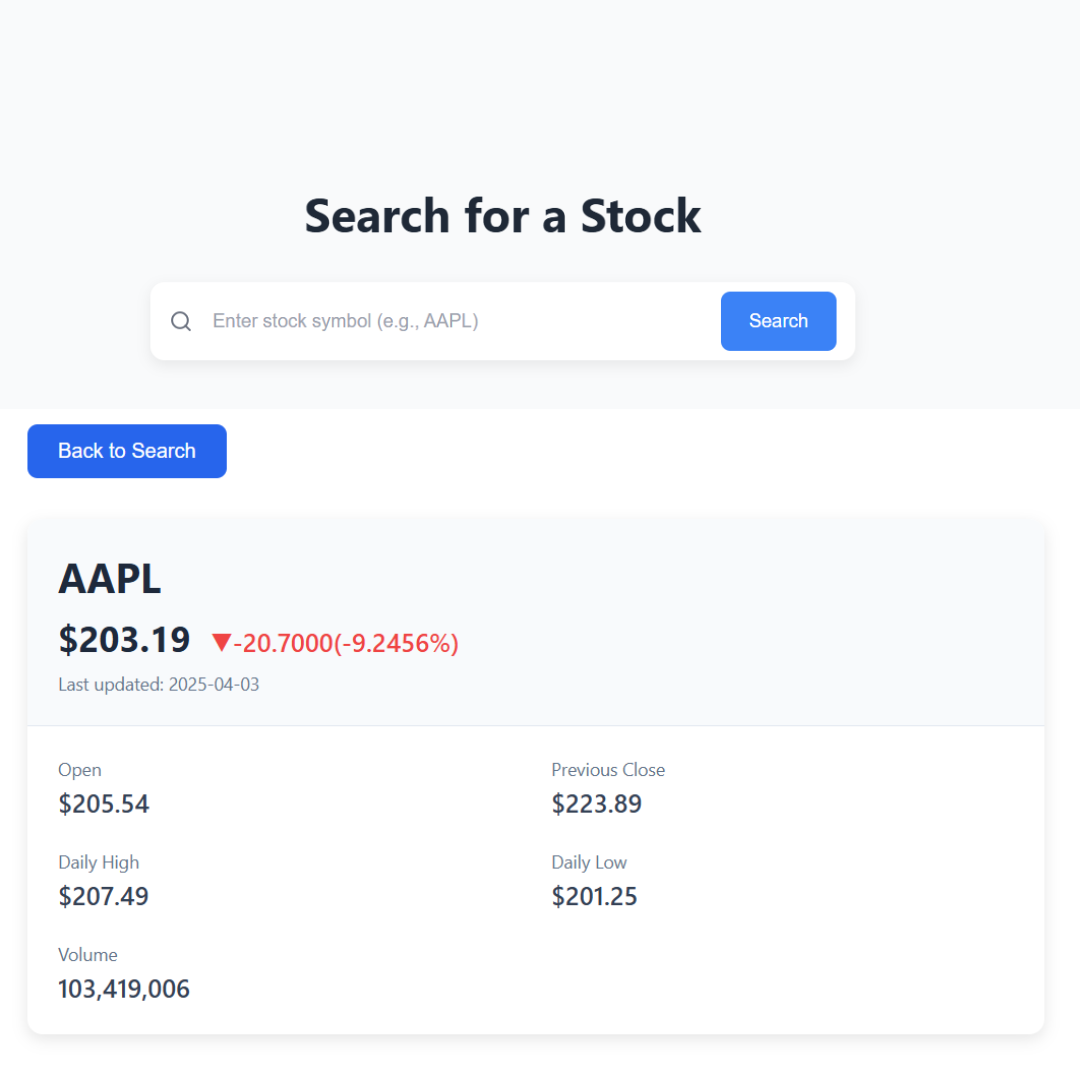 Search for a Stock
Enter stock symbol (e.g., AAPL)
Search
Back to Search
AAPL
$203.19 ▼-20.7000(-9.2456%)
Last updated: 2025-04-03
Open
$205.54
Previous Close
$223.89
Daily High
$207.49
Daily Low
$201.25
Volume
103,419,006